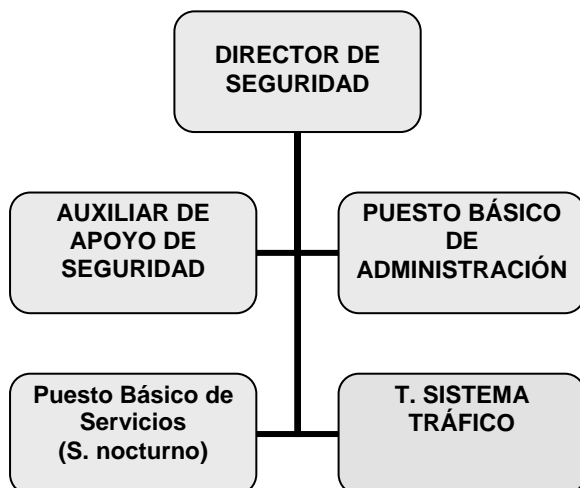 DIRECTOR DE
SEGURIDAD
AUXILIAR DE
APOYO DE
SEGURIDAD
PUESTO BÁSICO
DE
ADMINISTRACIÓN
Puesto Básico de
Servicios
(S. nocturno)
T. SISTEMA
TRÁFICO